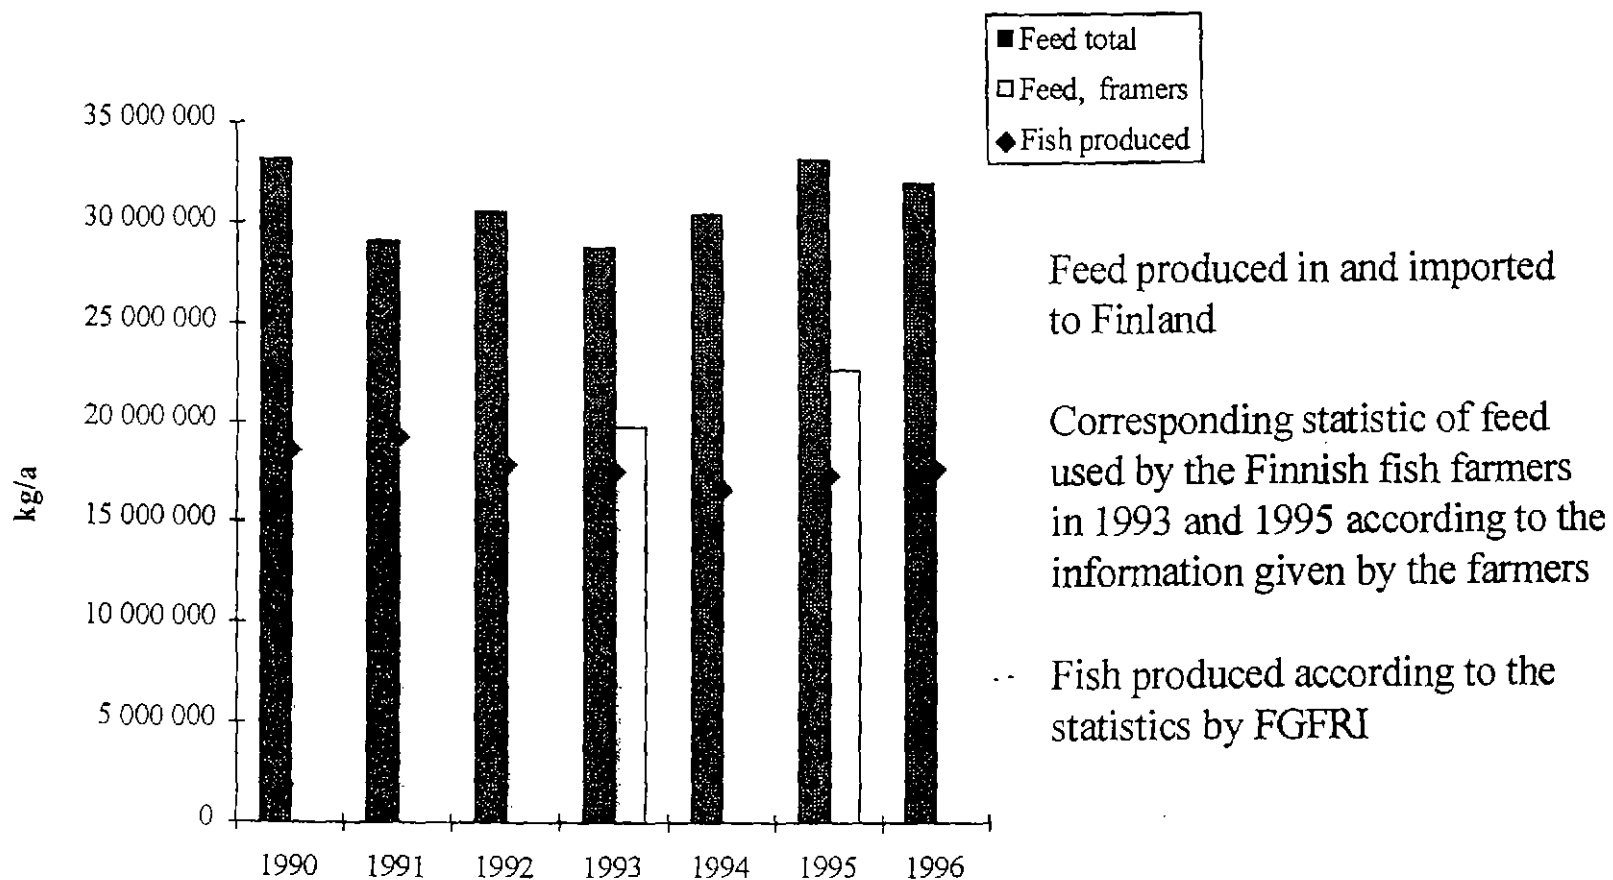 Feed total
Feed, framers
Fish produced
35 000 000
30 000 000
25 000 000
20 000 000
15 000 000
10 000 000
5 000 000
0
kg/a
1990 1991 1992 1993 1994 1995 1996
Feed produced in and imported
to Finland
Corresponding statistic of feed
used by the Finnish fish farmers
in 1993 and 1995 according to the
information given by the farmers
Fish produced according to the
statistics by FGFRI